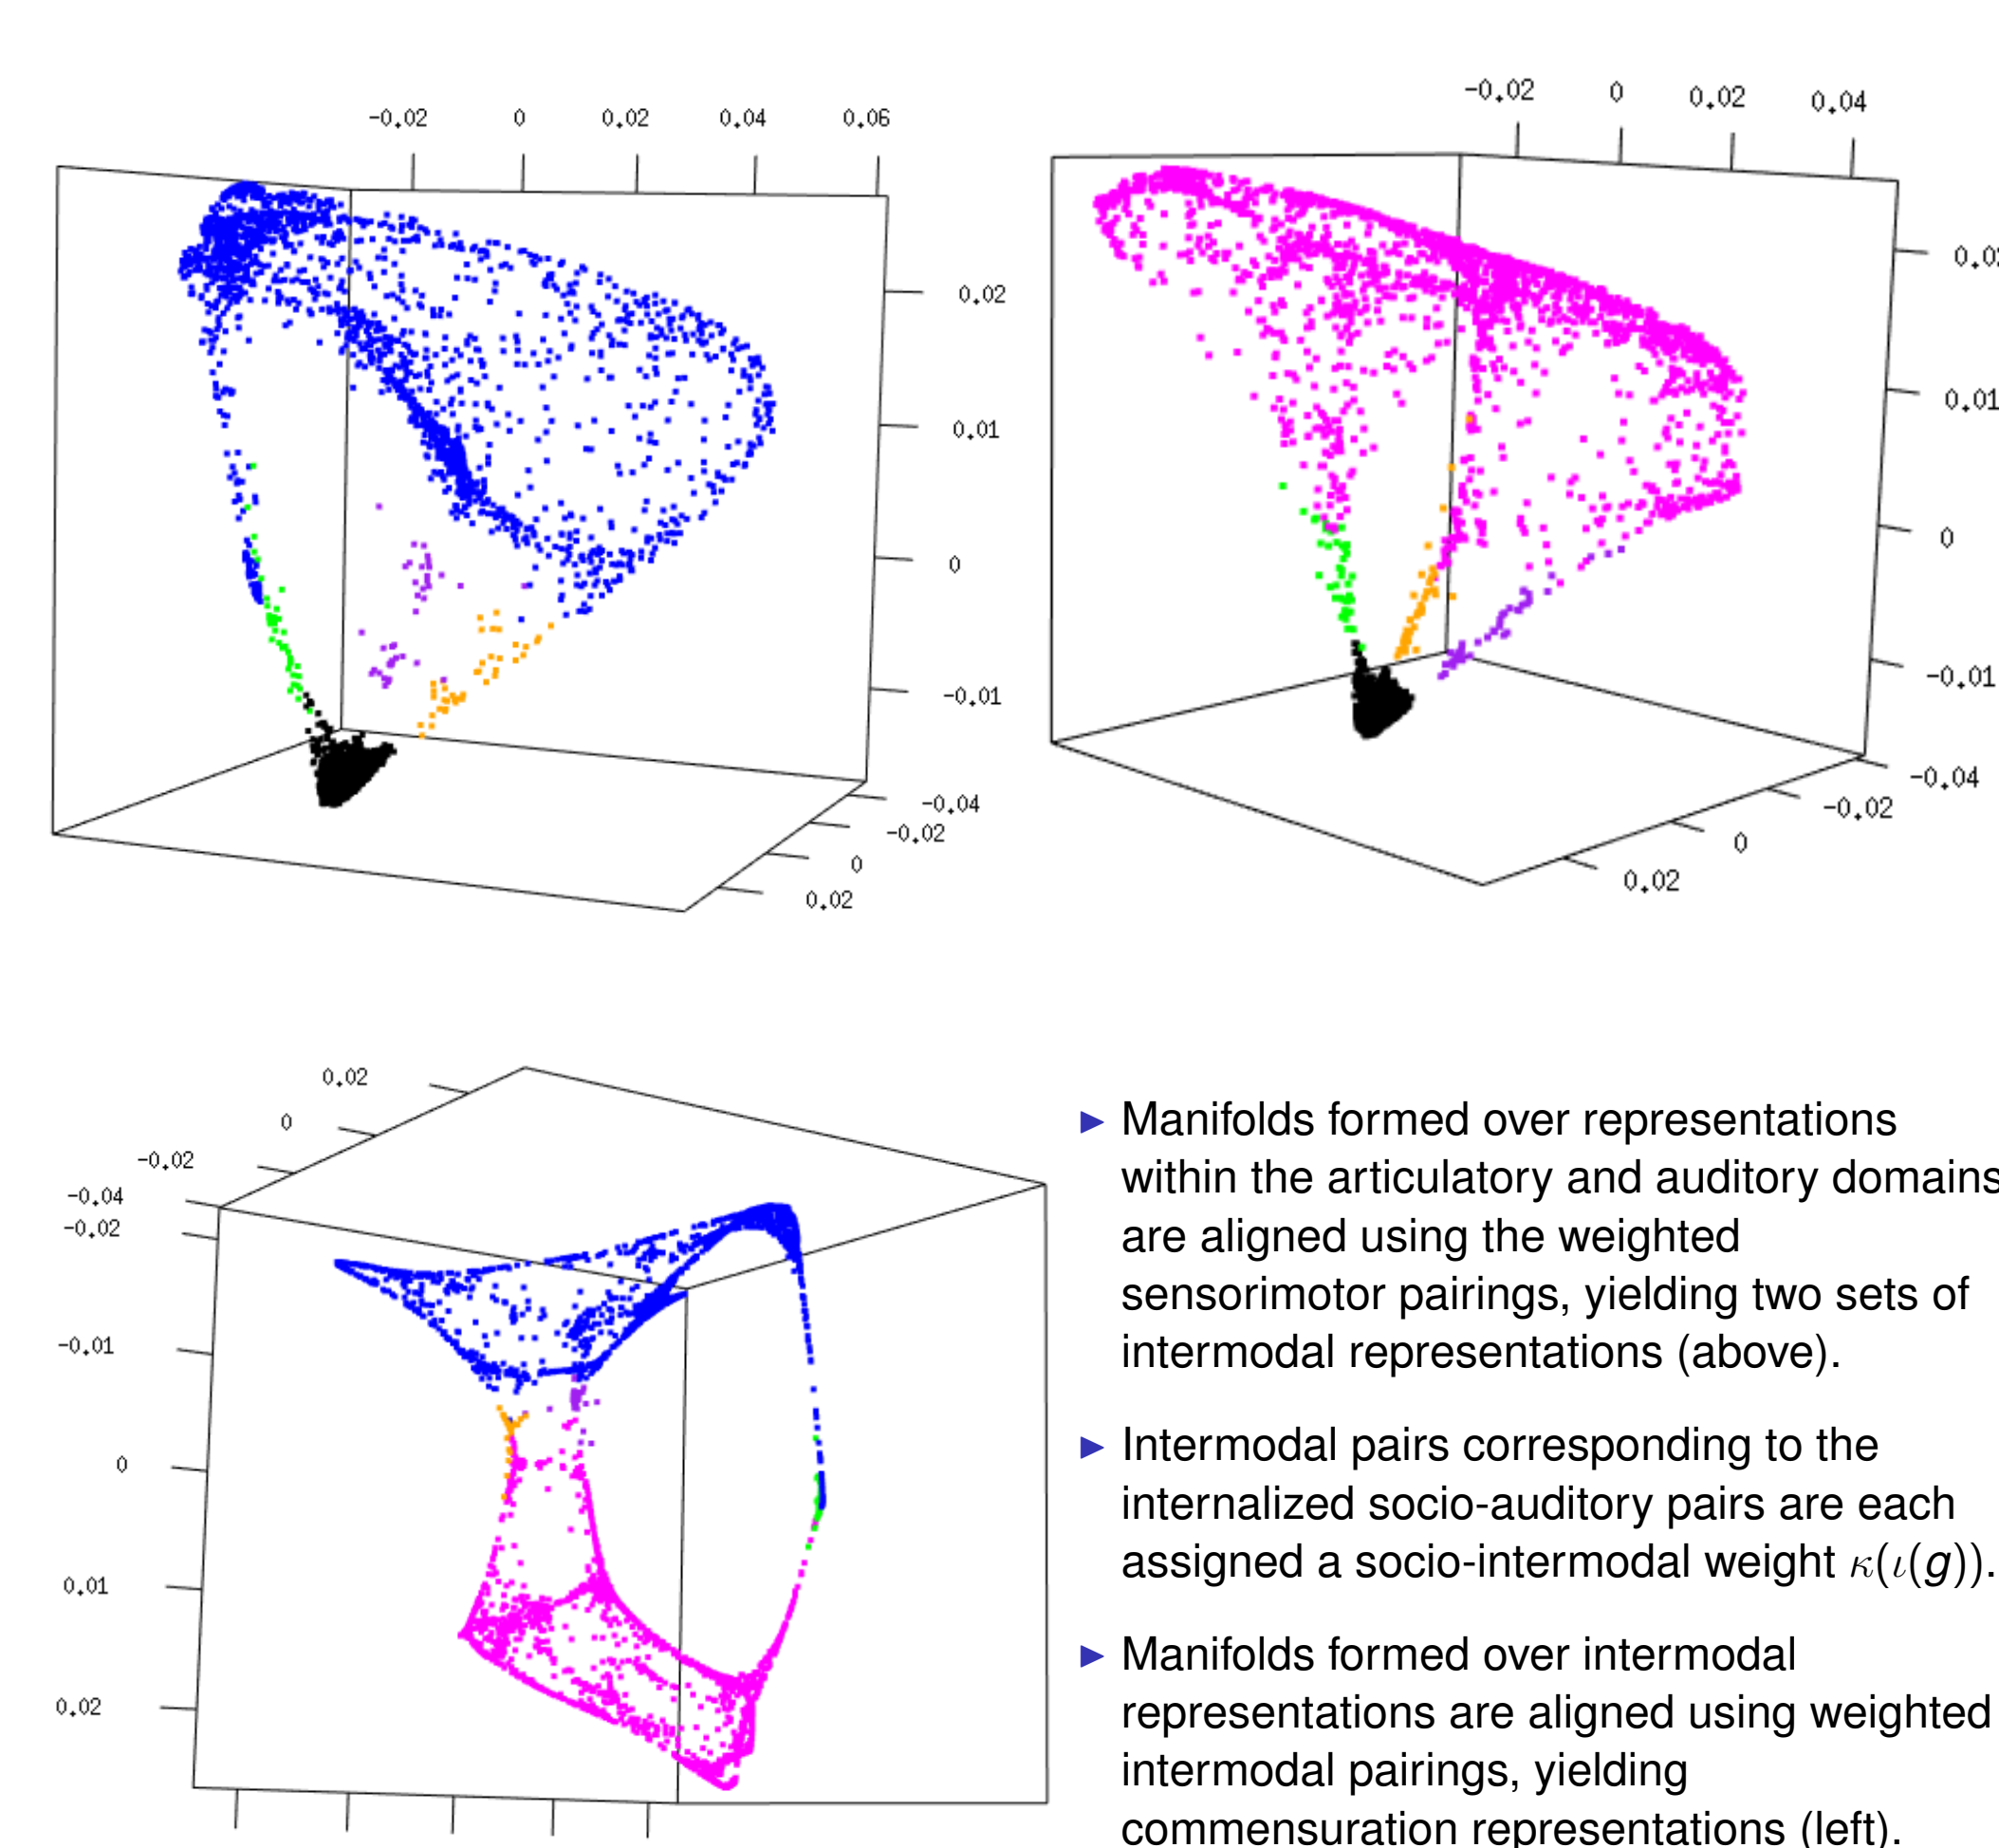 -0.02 0 0.02 0.04 0.06
0.02
0.01
0
-0.01
-0.04
-0.02
0
0.02
-0.02 0 0.02 0.04
0.01
0
-0.01
-0.04
-0.02
0
0.02
0.02
0
-0.02
-0.04
-0.02
-0.01
0
0.01
0.02
▶ Manifolds formed over representations
within the articulatory and auditory domains
are aligned using the weighted
sensorimotor pairings, yielding two sets of
intermodal representations (above).
▶ Intermodal pairs corresponding to the
internalized socio-auditory pairs are each
assigned a socio-intermodal weight κ(ι(g)).
▶ Manifolds formed over intermodal
representations are aligned using weighted
intermodal pairings, yielding
commensuration representations (left).